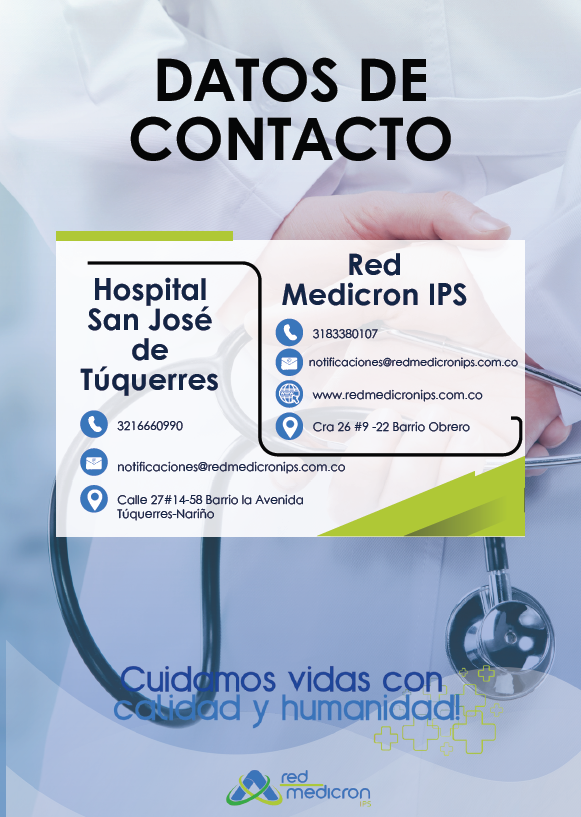 DATOS DE
CONTACTO
Hospital
San José
de
Túquerres
3216660990
notificaciones@redmedicronips.com.co
Calle 27#14-58 Barrio la Avenida
Túquerres-Nariño
Red
Medicron IPS
3183380107
notificaciones@redmedicronips.com.co
www.redmedicronips.com.co
Cra 26 #9 -22 Barrio Obrero
Cuidamos vidas con
calidad y humanidad!
red
medicron
IPS